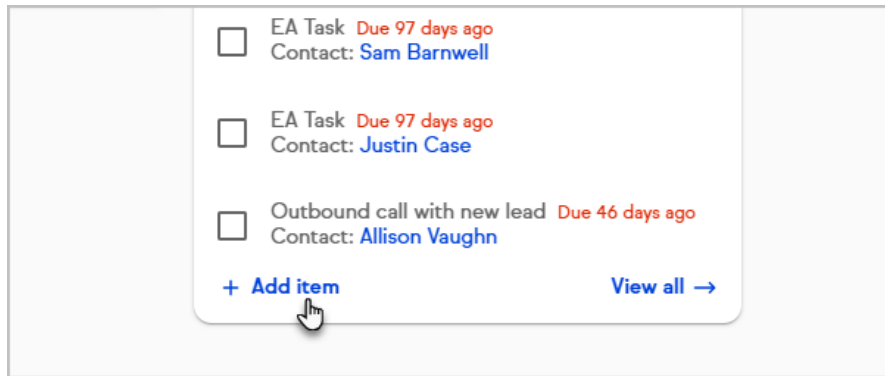 EA Task Due 97 days ago
Contact: Sam Barnwell
EA Task Due 97 days ago
Contact: Justin Case
Outbound call with new lead Due 46 days ago
Contact: Allison Vaughn
+ Add item View all →